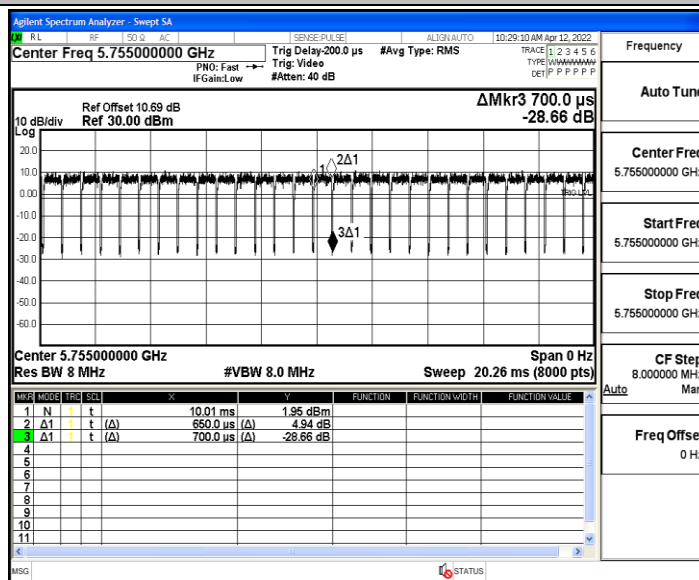 Agilent Spectrum Analyzer - Swept SA
RL RF 50 Ω AC SENSE:PULSE ALIGN AUTO 10:29:10 AM Apr 12, 2022
Center Freq 5.755000000 GHz
PNO: Fast
IFGain:Low
Trig Delay-200.0 µs
Trig: Video
#Atten: 40 dB
#Avg Type: RMS
TRACE 1 2 3 4 5 6
TYPE
DET P P P P P P
Frequency
Auto Tune
Center Freq
5.755000000 GHz
Start Freq
5.755000000 GHz
Stop Freq
5.755000000 GHz
CF Step
8.000000 MHz
Auto Man
Freq Offset
0 Hz
ΔMkr3 700.0 µs
-28.66 dB
Ref Offset 10.69 dB
10 dB/div Ref 30.00 dBm
Log
20.0
10.0
0.00
-10.0
-20.0
-30.0
-40.0
-50.0
-60.0
1
2Δ1
3Δ1
TRIG LVL
Center 5.755000000 GHz Span 0 Hz
Res BW 8 MHz #VBW 8.0 MHz Sweep 20.26 ms (8000 pts)
MKR MODE TRC SCL X Y FUNCTION FUNCTION WIDTH FUNCTION VALUE
1 N 1 t 10.01 ms 1.95 dBm
2 Δ1 1 t (Δ) 650.0 µs (Δ) 4.94 dB
3 Δ1 1 t (Δ) 700.0 µs (Δ) -28.66 dB
4
5
6
7
8
9
10
11
MSG STATUS